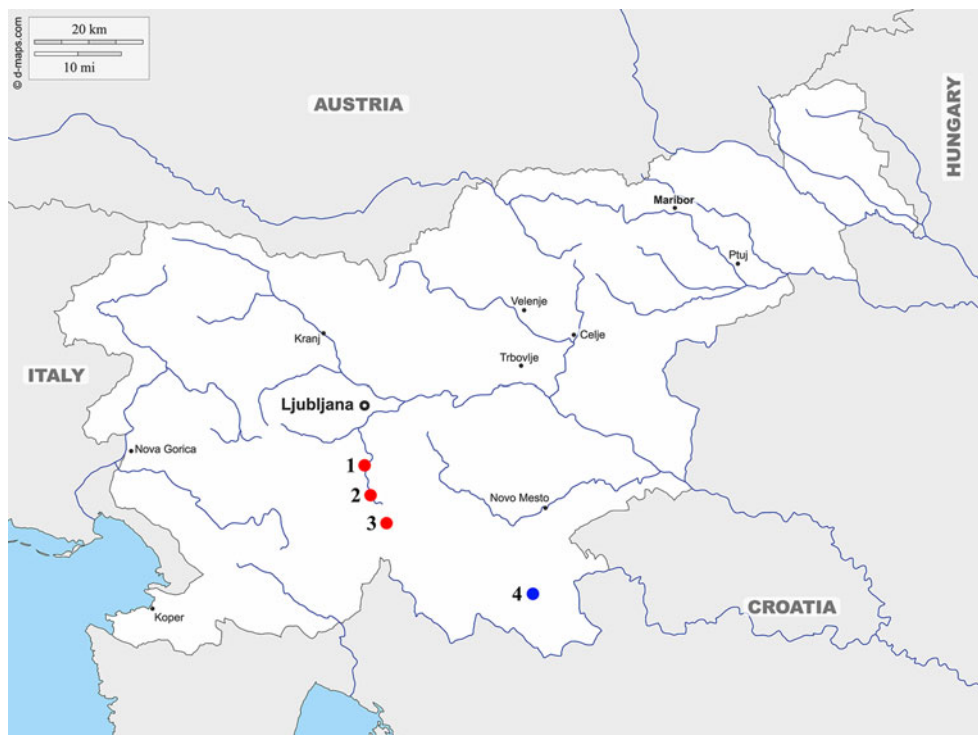 20 km
10 mi
© d-maps.com
AUSTRIA
HUNGARY
Maribor
Ptuj
Velenje
Celje
Kranj
Trbovlje
ITALY
Ljubljana
Nova Gorica
1
2
Novo Mesto
3
4
CROATIA
Koper